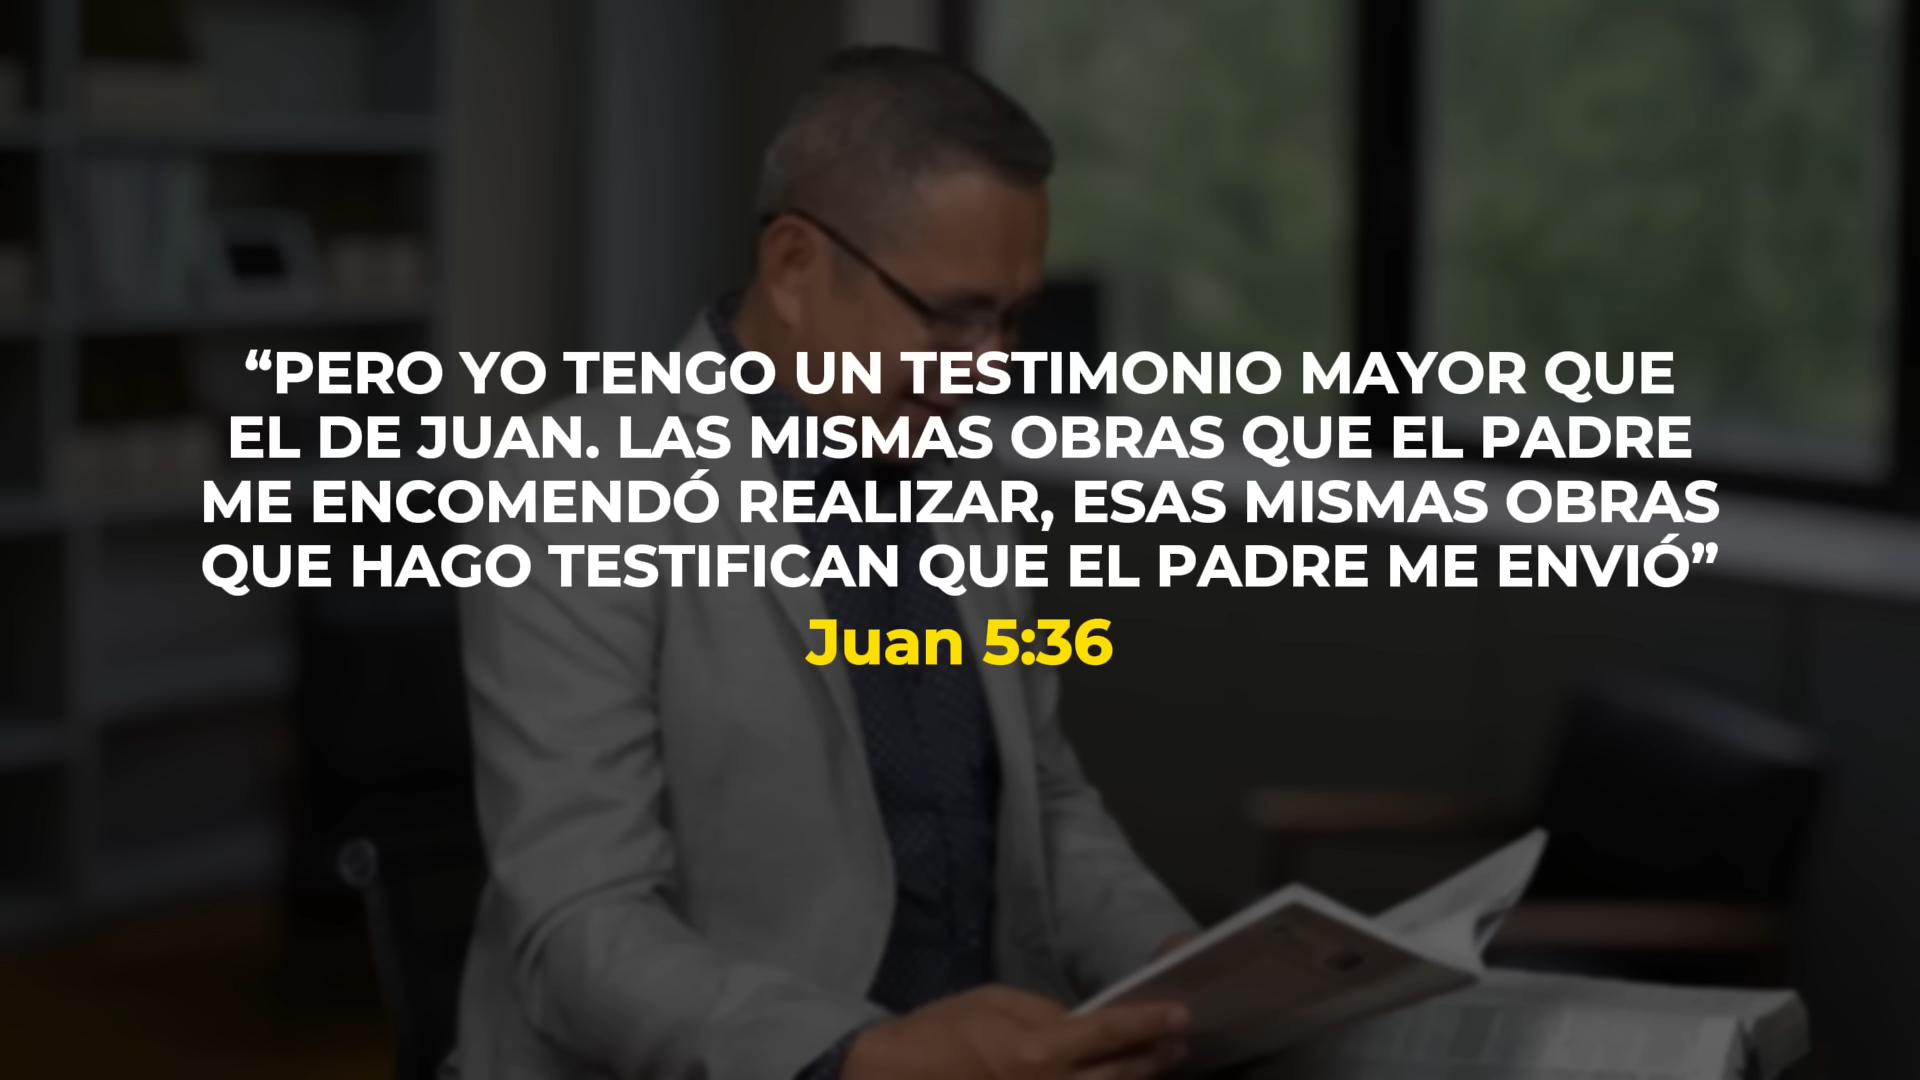 “PERO YO TENGO UN TESTIMONIO MAYOR QUE
EL DE JUAN. LAS MISMAS OBRAS QUE EL PADRE
ME ENCOMENDÓ REALIZAR, ESAS MISMAS OBRAS
QUE HAGO TESTIFICAN QUE EL PADRE ME ENVIÓ”
Juan 5:36